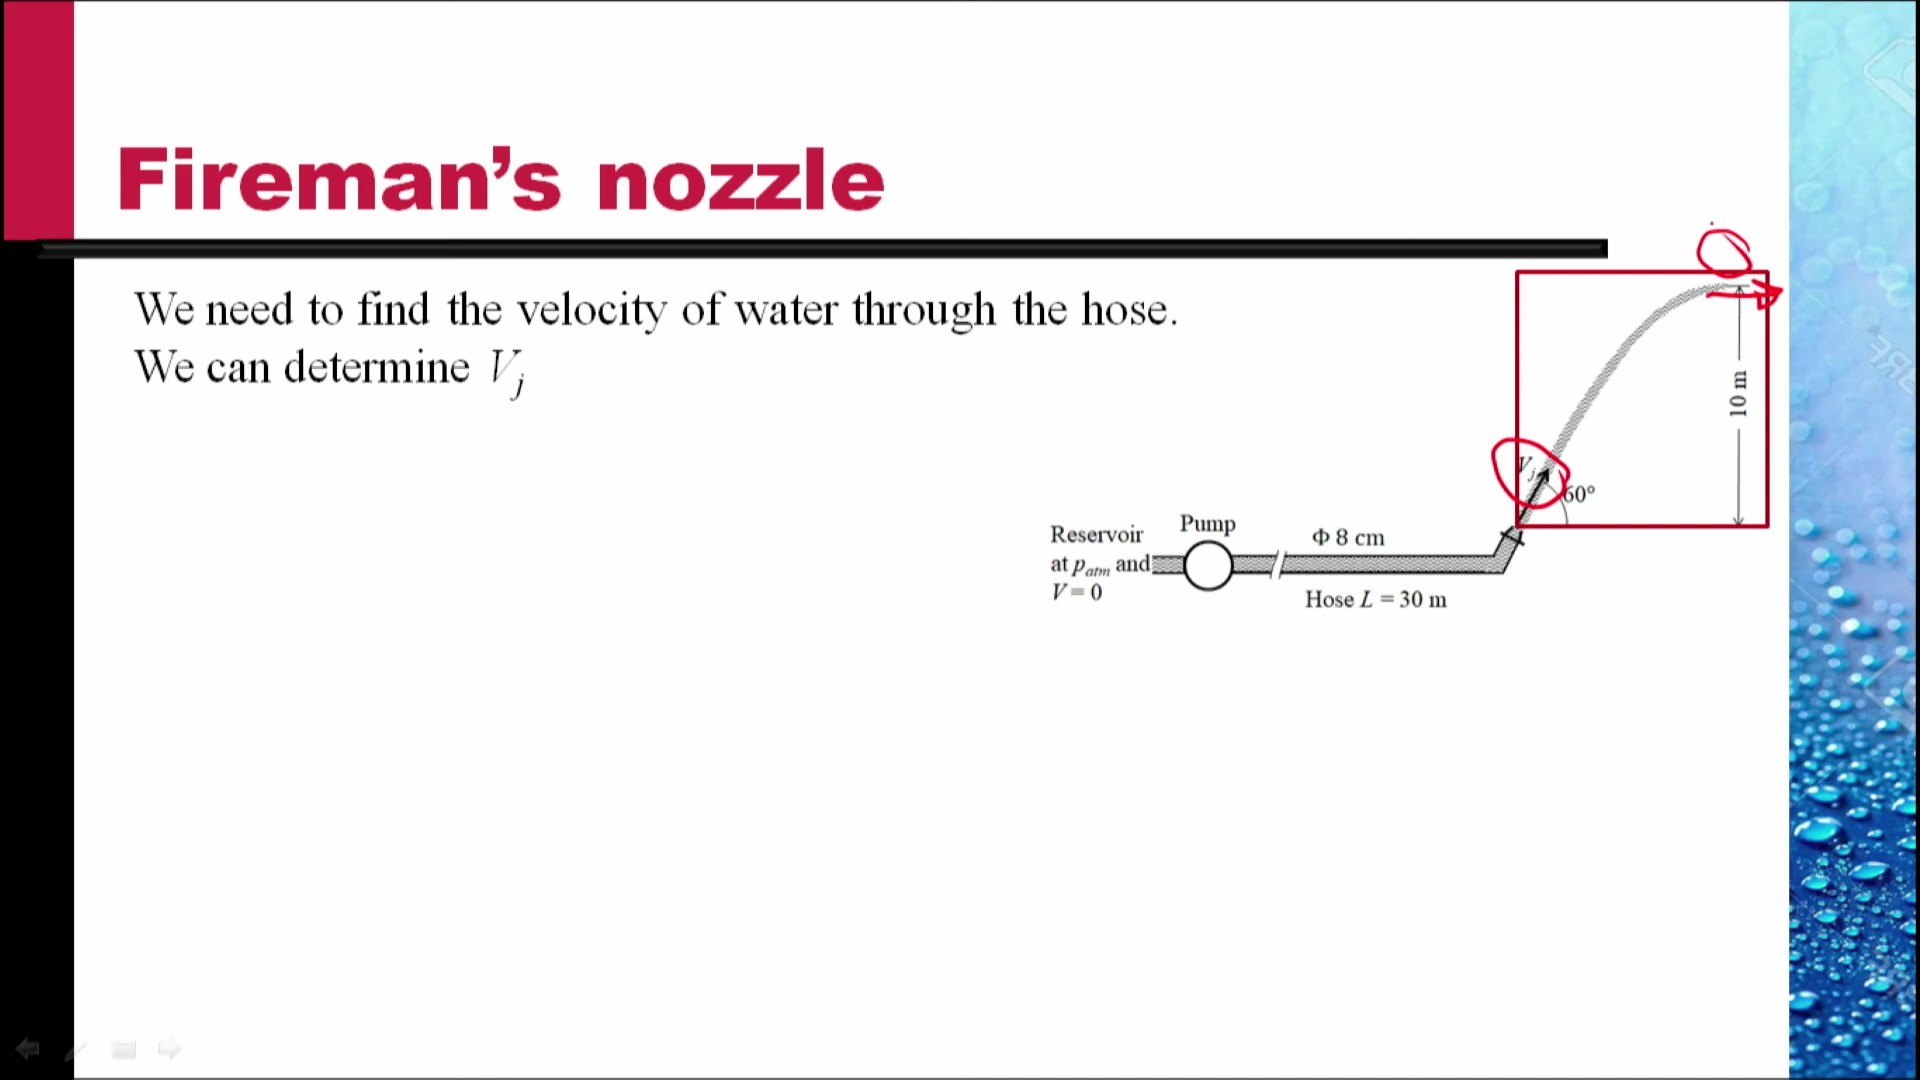 Fireman's nozzle
We need to find the velocity of water through the hose.
We can determine V_j
10 m
V_j
60°
Pump
Reservoir
at p_atm and
V = 0
Φ 8 cm
Hose L = 30 m